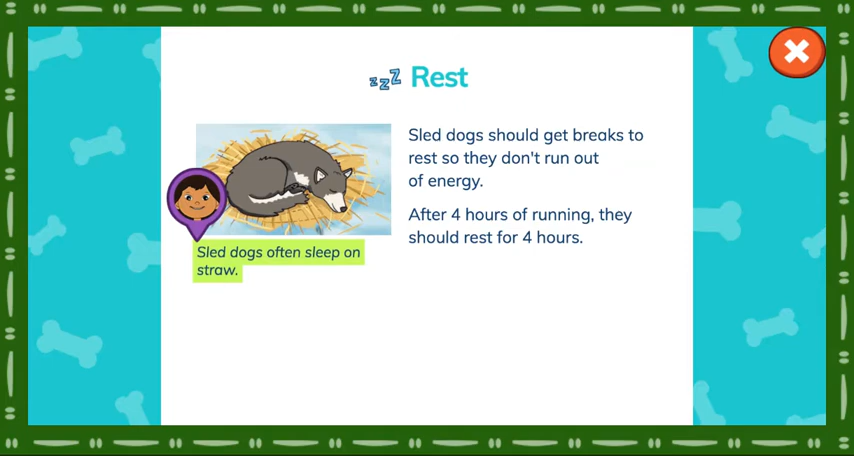 zzZ Rest
Sled dogs should get breaks to
rest so they don't run out
of energy.
After 4 hours of running, they
should rest for 4 hours.
Sled dogs often sleep on
straw.